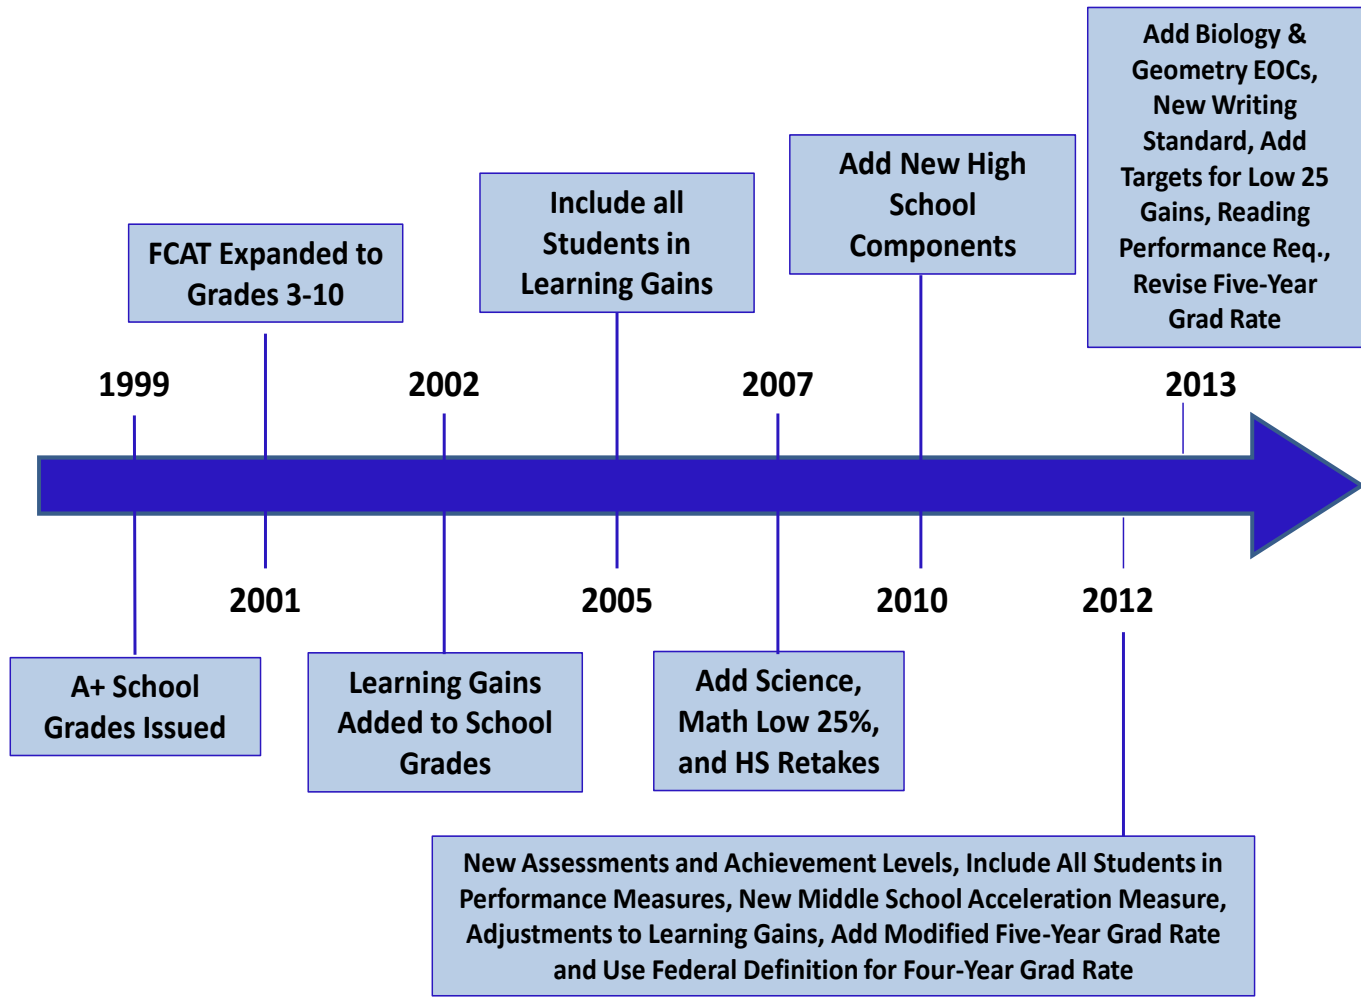 Add Biology &
Geometry EOCs,
New Writing
Standard, Add
Targets for Low 25
Gains, Reading
Performance Req.,
Revise Five-Year
Grad Rate
Add New High
School
Components
Include all
Students in
Learning Gains
FCAT Expanded to
Grades 3-10
1999
2002
2007
2013
2001
2005
2010
2012
A+ School
Grades Issued
Learning Gains
Added to School
Grades
Add Science,
Math Low 25%,
and HS Retakes
New Assessments and Achievement Levels, Include All Students in
Performance Measures, New Middle School Acceleration Measure,
Adjustments to Learning Gains, Add Modified Five-Year Grad Rate
and Use Federal Definition for Four-Year Grad Rate